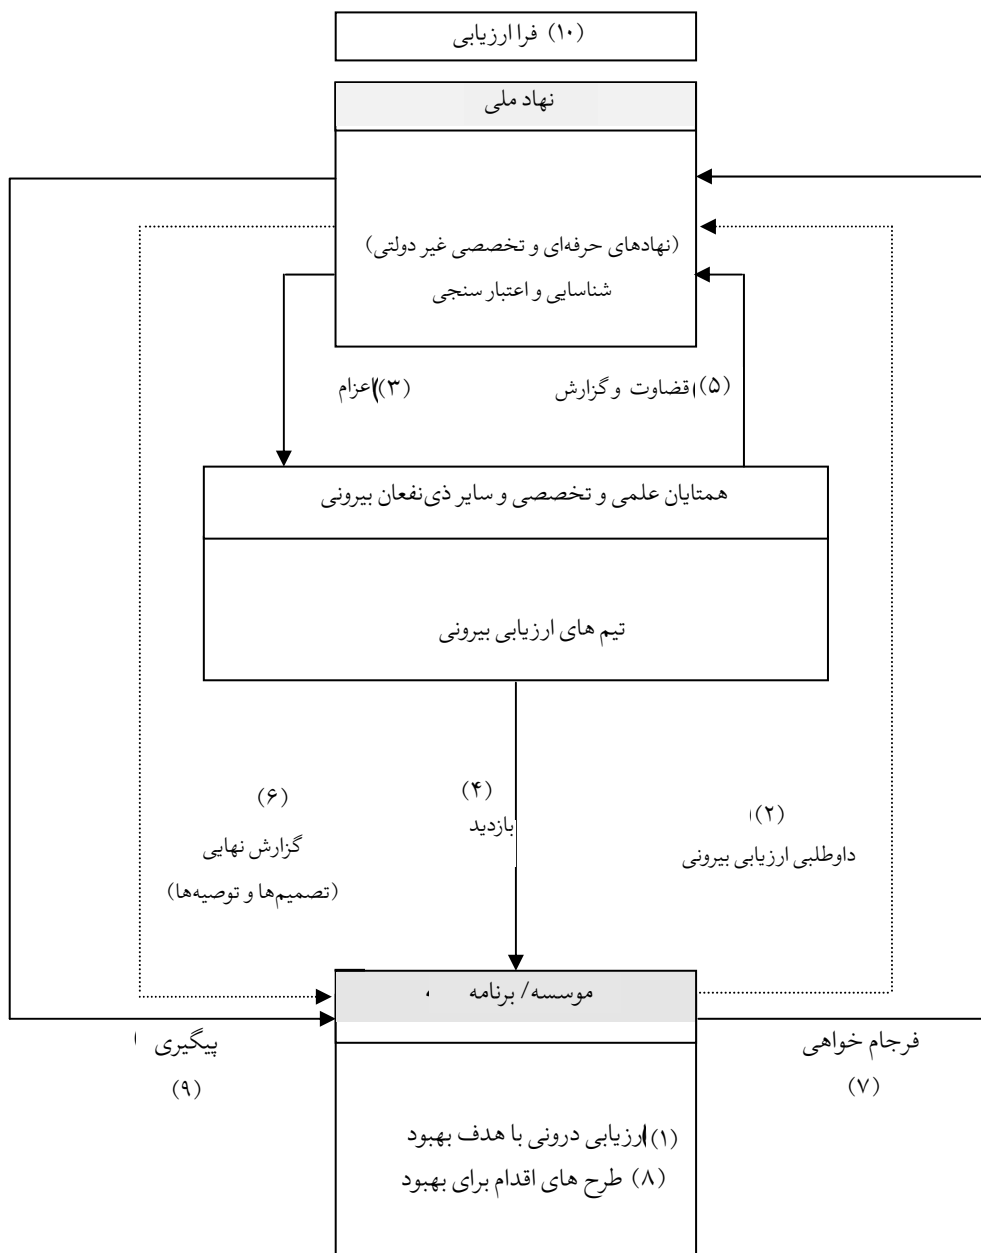 (۱۰) فرا ارزیابی
نهاد ملی
(نهادهای حرفه‌ای و تخصصی غیر دولتی)
شناسایی و اعتبار سنجی
(۵) قضاوت و گزارش
(۳) اعزام
همتایان علمی و تخصصی و سایر ذی‌نفعان بیرونی
تیم های ارزیابی بیرونی
(۲)
داوطلبی ارزیابی بیرونی
(۴)
بازدید
(۶)
گزارش نهایی
(تصمیم‌ها و توصیه‌ها)
موسسه/ برنامه
فرجام خواهی
(۷)
پیگیری
(۹)
(۱) ارزیابی درونی با هدف بهبود
(۸) طرح های اقدام برای بهبود